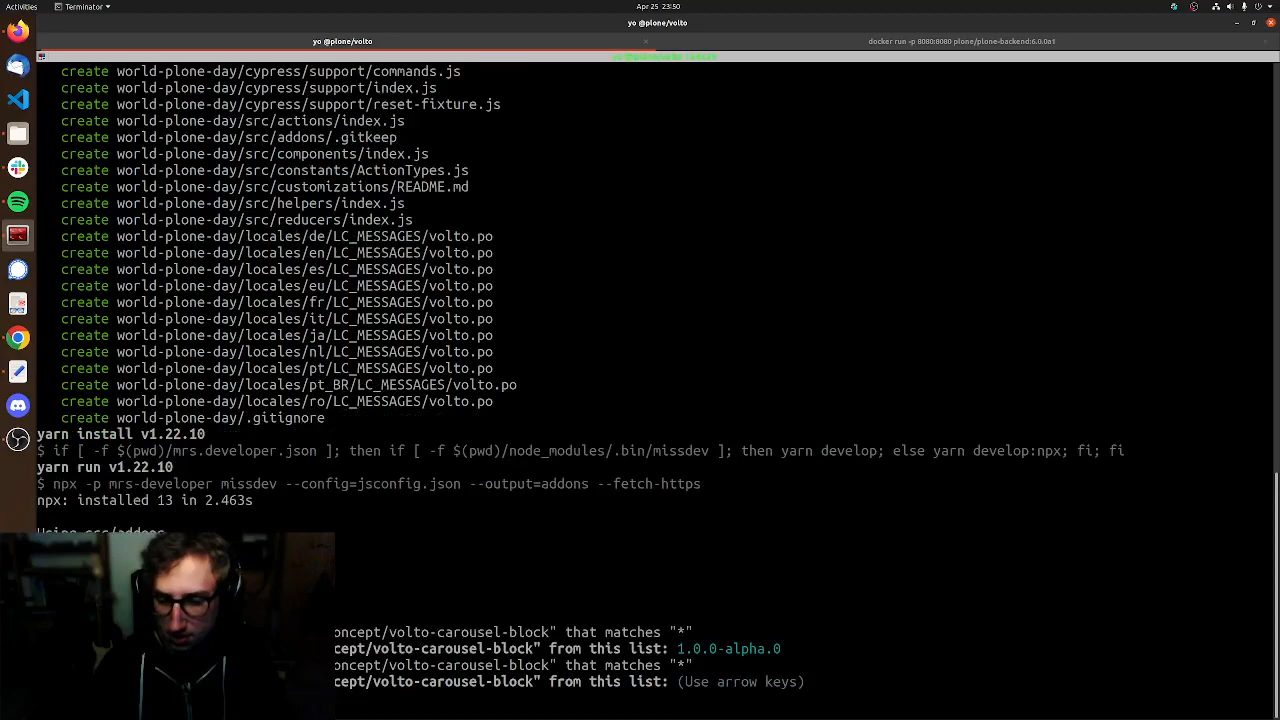 Activities
Terminator
Apr 25 23:50
yo @plone/volto
yo @plone/volto
docker run -p 8080:8080 plone/plone-backend:6.0.0a1
create world-plone-day/cypress/support/commands.js
create world-plone-day/cypress/support/index.js
create world-plone-day/cypress/support/reset-fixture.js
create world-plone-day/src/actions/index.js
create world-plone-day/src/addons/.gitkeep
create world-plone-day/src/components/index.js
create world-plone-day/src/constants/ActionTypes.js
create world-plone-day/src/customizations/README.md
create world-plone-day/src/helpers/index.js
create world-plone-day/src/reducers/index.js
create world-plone-day/locales/de/LC_MESSAGES/volto.po
create world-plone-day/locales/en/LC_MESSAGES/volto.po
create world-plone-day/locales/es/LC_MESSAGES/volto.po
create world-plone-day/locales/eu/LC_MESSAGES/volto.po
create world-plone-day/locales/fr/LC_MESSAGES/volto.po
create world-plone-day/locales/it/LC_MESSAGES/volto.po
create world-plone-day/locales/ja/LC_MESSAGES/volto.po
create world-plone-day/locales/nl/LC_MESSAGES/volto.po
create world-plone-day/locales/pt/LC_MESSAGES/volto.po
create world-plone-day/locales/pt_BR/LC_MESSAGES/volto.po
create world-plone-day/locales/ro/LC_MESSAGES/volto.po
create world-plone-day/.gitignore
yarn install v1.22.10
$ if [ -f $(pwd)/mrs.developer.json ]; then if [ -f $(pwd)/node_modules/.bin/missdev ]; then yarn develop; else yarn develop:npx; fi; fi
yarn run v1.22.10
$ npx -p mrs-developer missdev --config=jsconfig.json --output=addons --fetch-https
npx: installed 13 in 2.463s
Using src/addons
oncept/volto-carousel-block" that matches "*"
cept/volto-carousel-block" from this list: 1.0.0-alpha.0
oncept/volto-carousel-block" that matches "*"
cept/volto-carousel-block" from this list: (Use arrow keys)